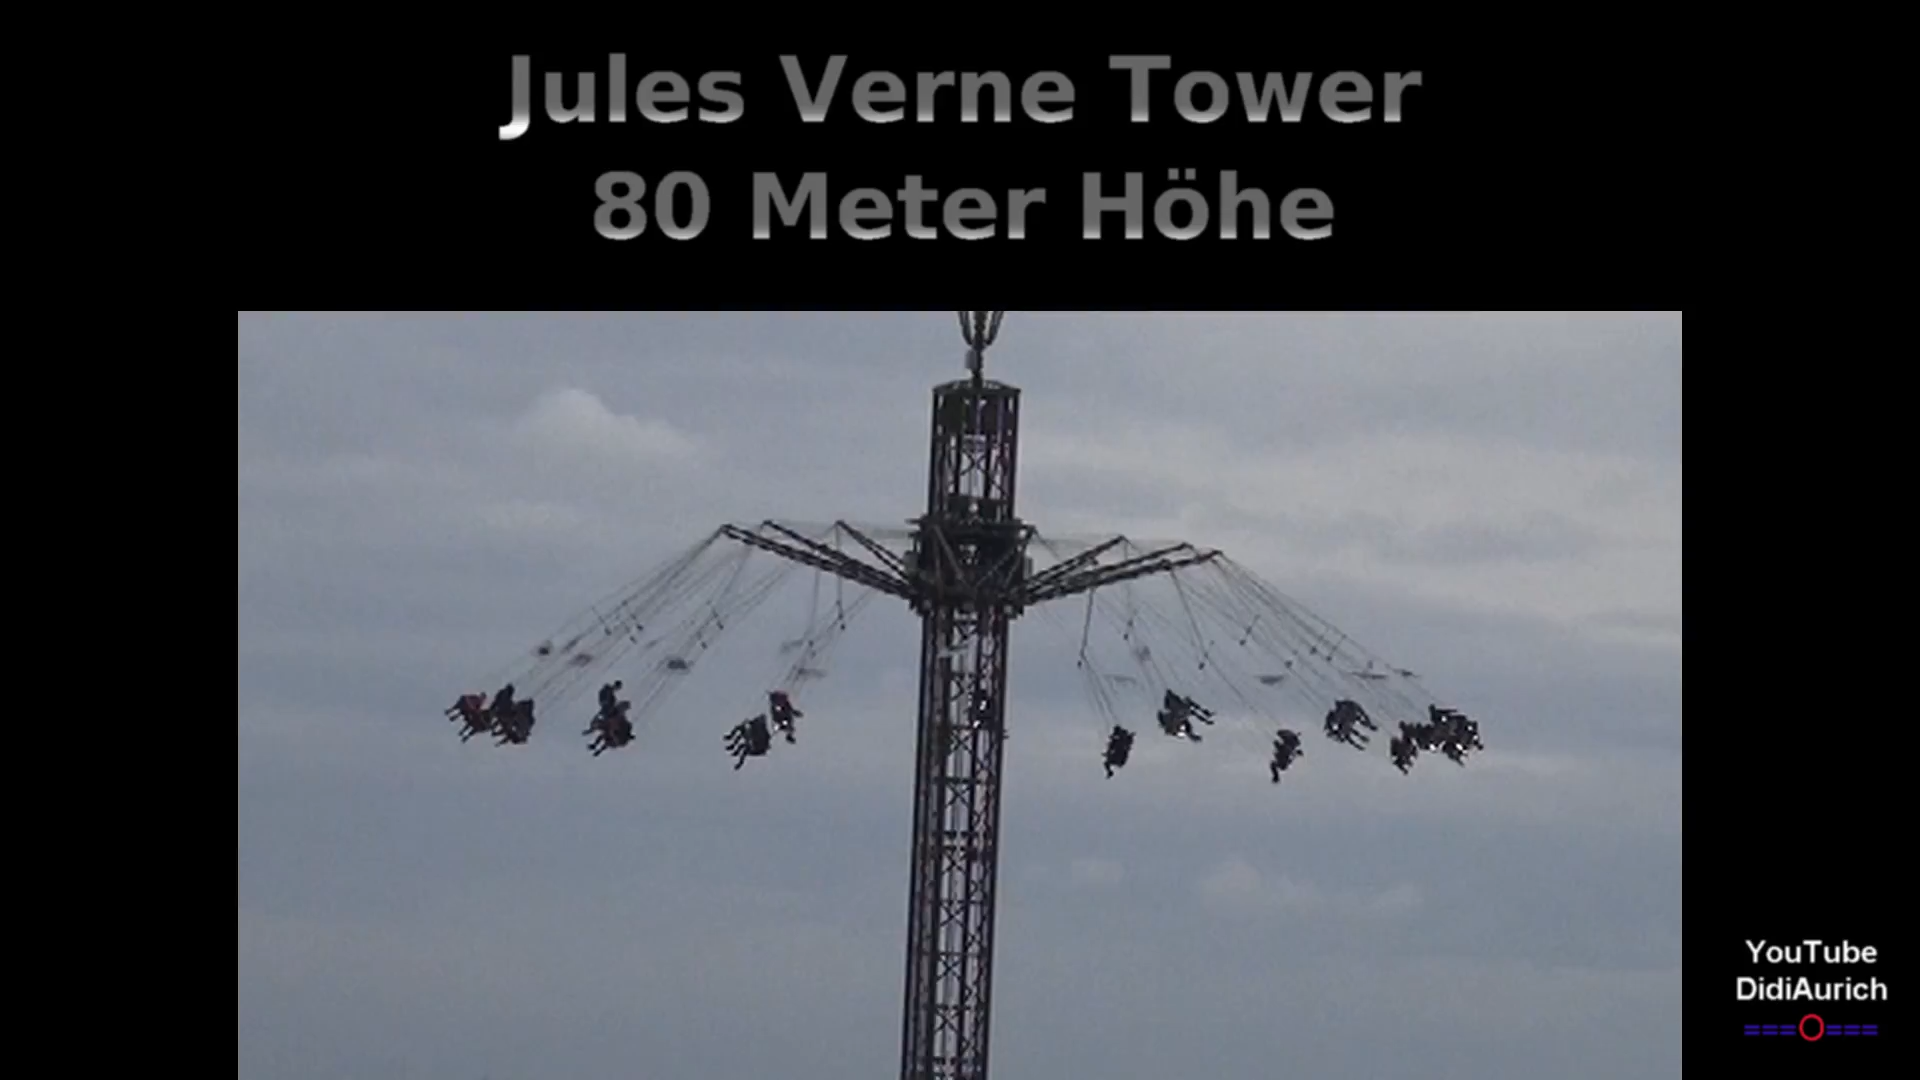 Jules Verne Tower
80 Meter Höhe
YouTube
DidiAurich
===O===